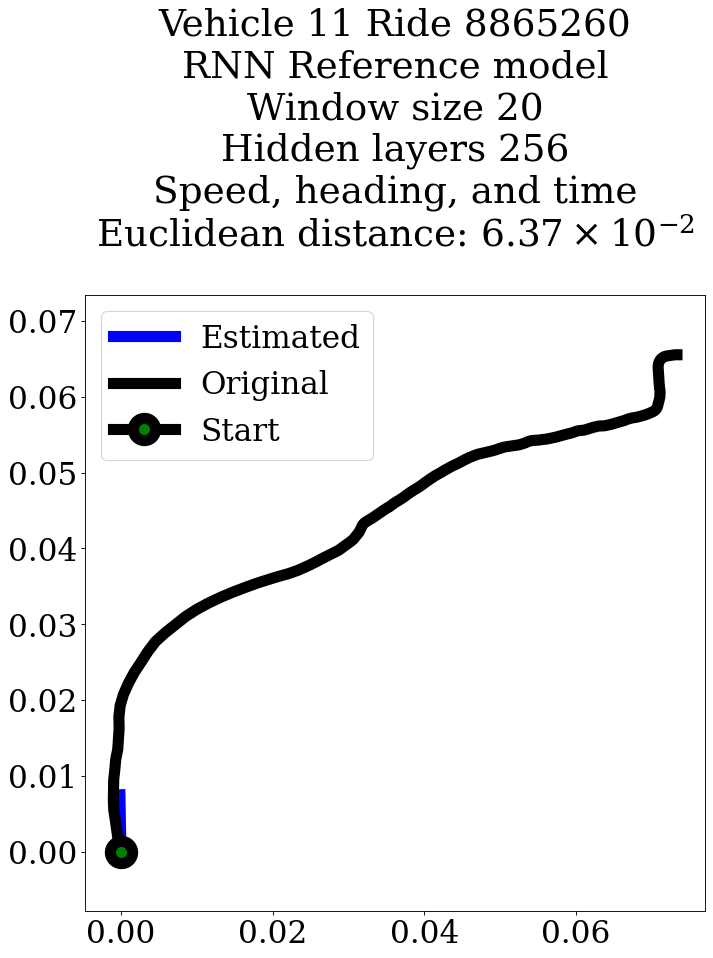 Vehicle 11 Ride 8865260
RNN Reference model
Window size 20
Hidden layers 256
Speed, heading, and time
Euclidean distance: 6.37 × 10⁻²
Estimated
Original
Start
0.07
0.06
0.05
0.04
0.03
0.02
0.01
0.00
0.00 0.02 0.04 0.06